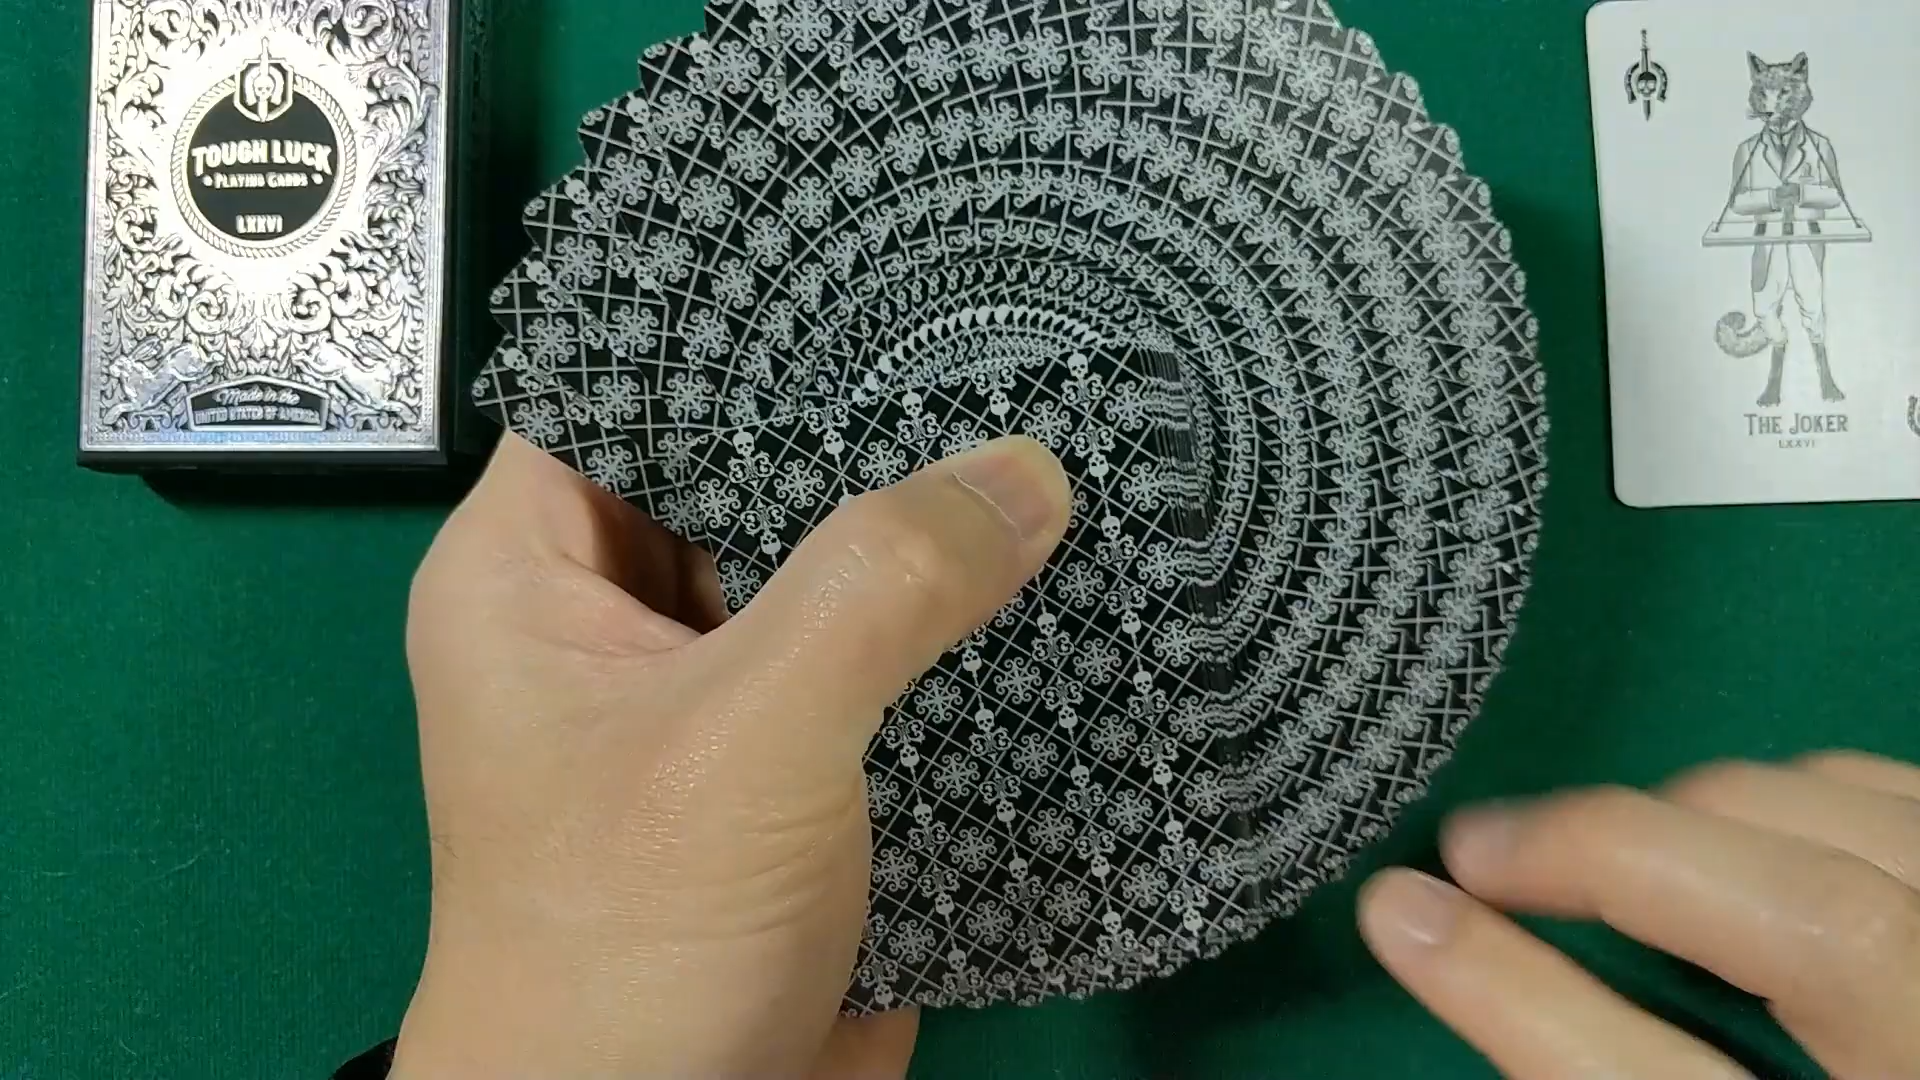 TOUGH LUCK
PLAYING CARDS
LXXVI
Made in the
UNITED STATES OF AMERICA
THE JOKER
LXXVI